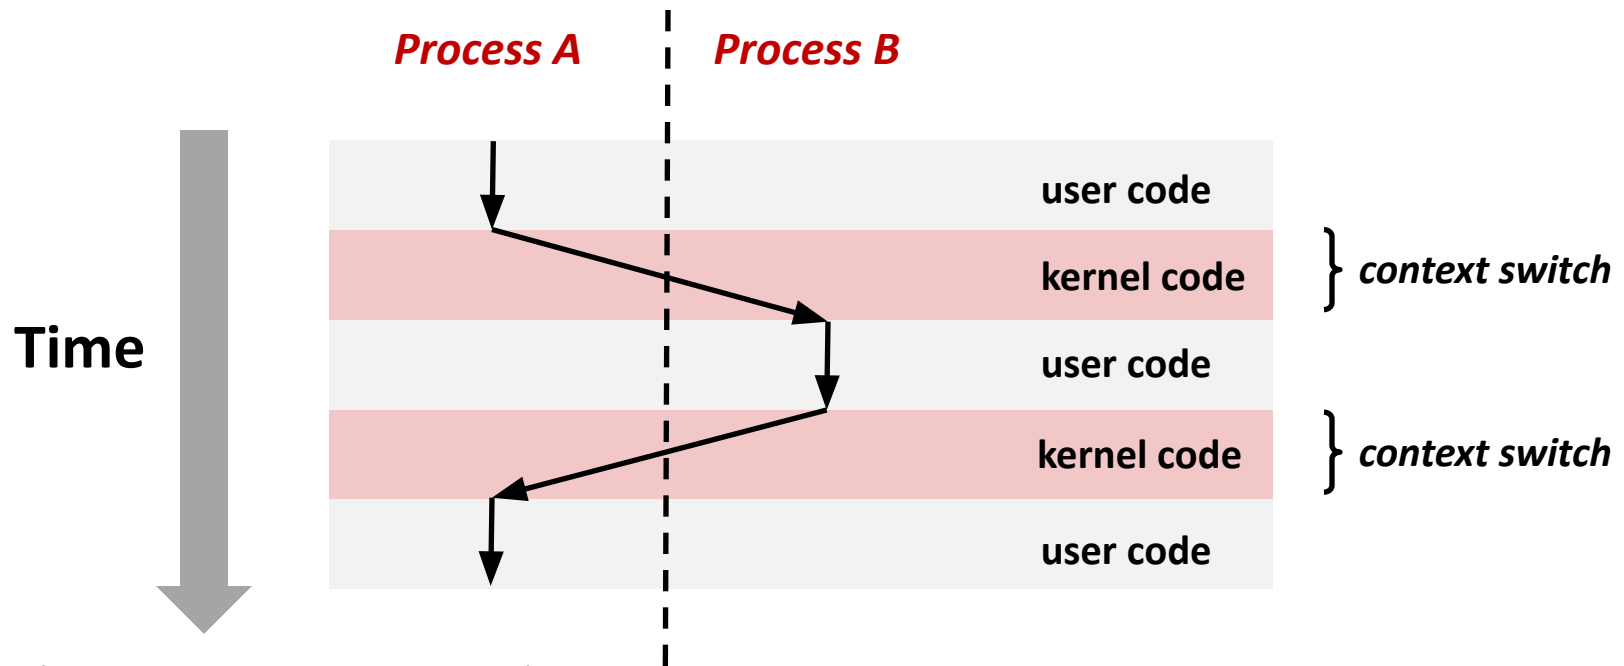 Process A
Process B
user code
kernel code
context switch
Time
user code
kernel code
context switch
user code